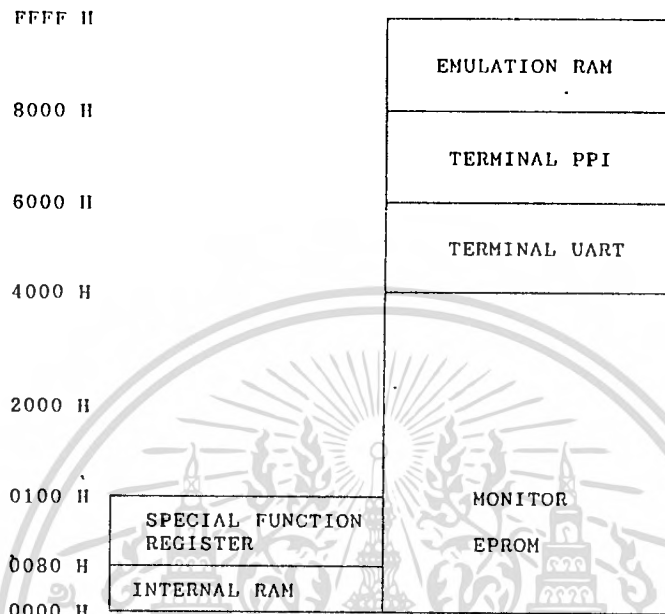 FFFF H
EMULATION RAM
8000 H
TERMINAL PPI
6000 H
TERMINAL UART
4000 H
2000 H
0100 H
MONITOR
SPECIAL FUNCTION
REGISTER
EPROM
0080 H
INTERNAL RAM
0000 H